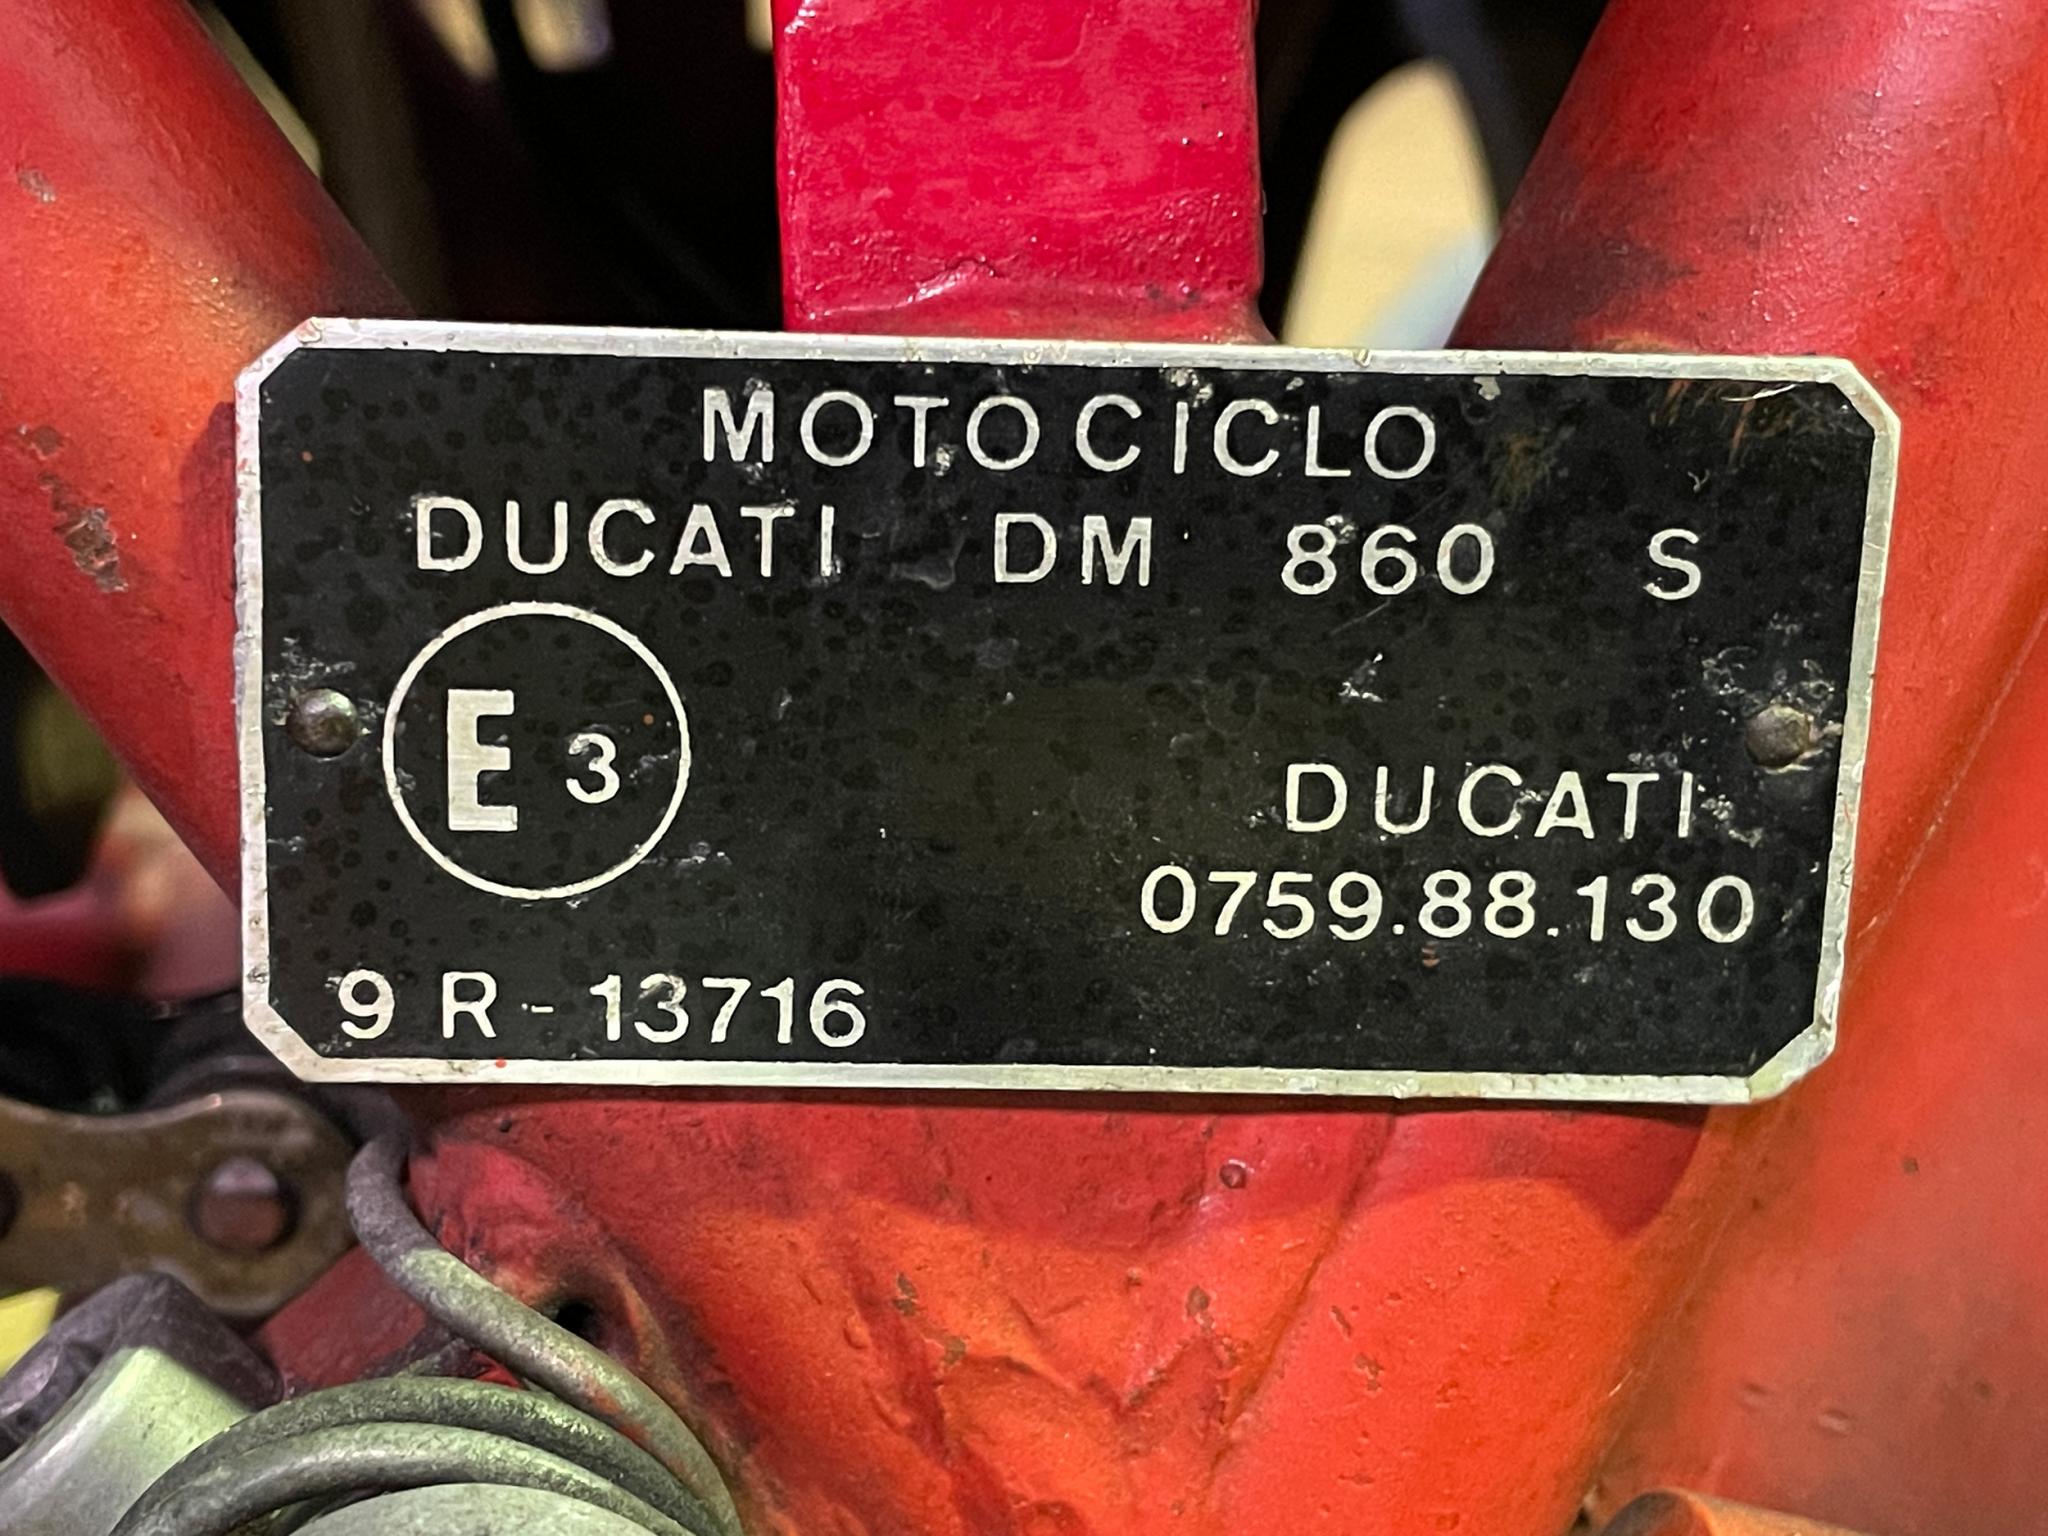 MOTOCICLO
DUCATI DM 860 S
E 3
DUCATI
0759.88.130
9 R - 13716